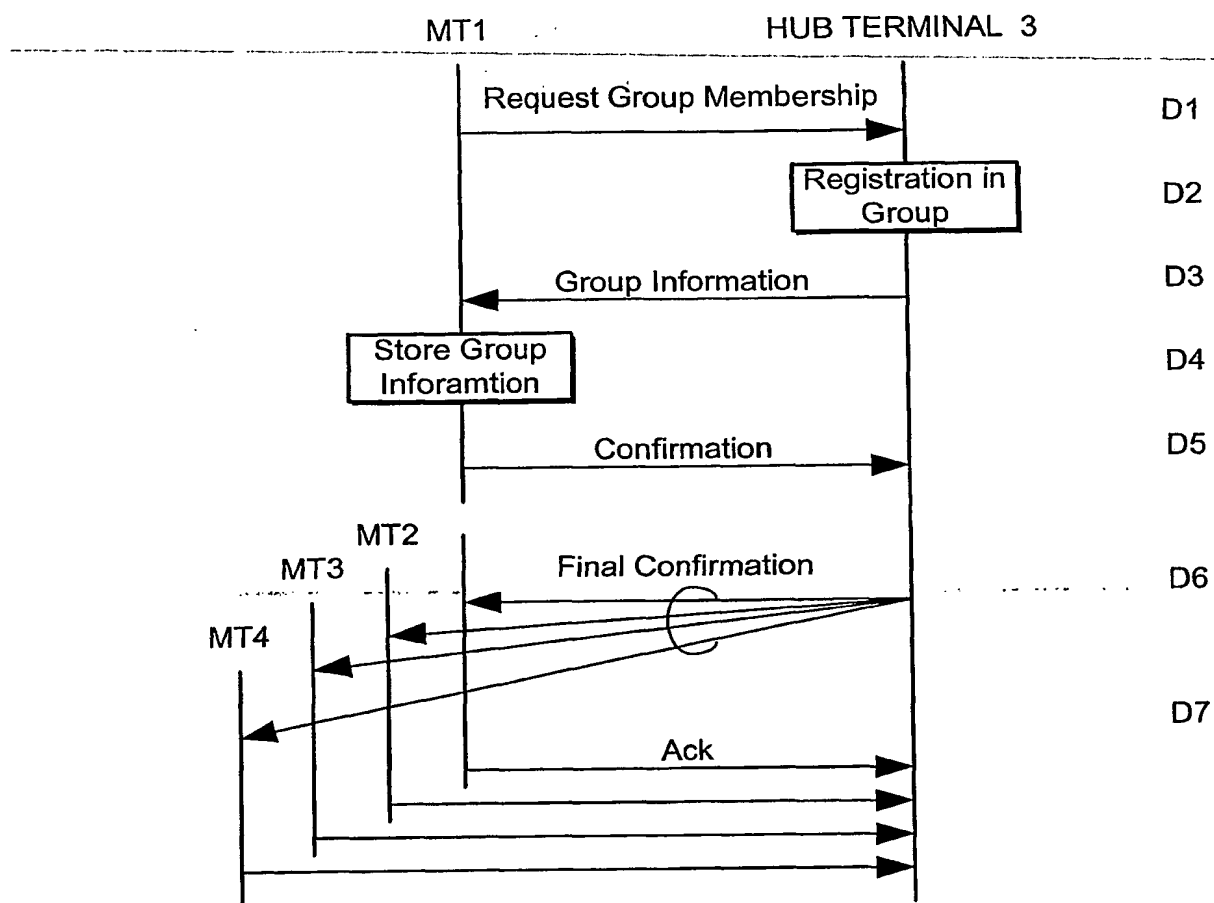 MT1
HUB TERMINAL 3
Request Group Membership
D1
Registration in
Group
D2
Group Information
D3
Store Group
Inforamtion
D4
Confirmation
D5
MT2
Final Confirmation
D6
MT3
MT4
D7
Ack